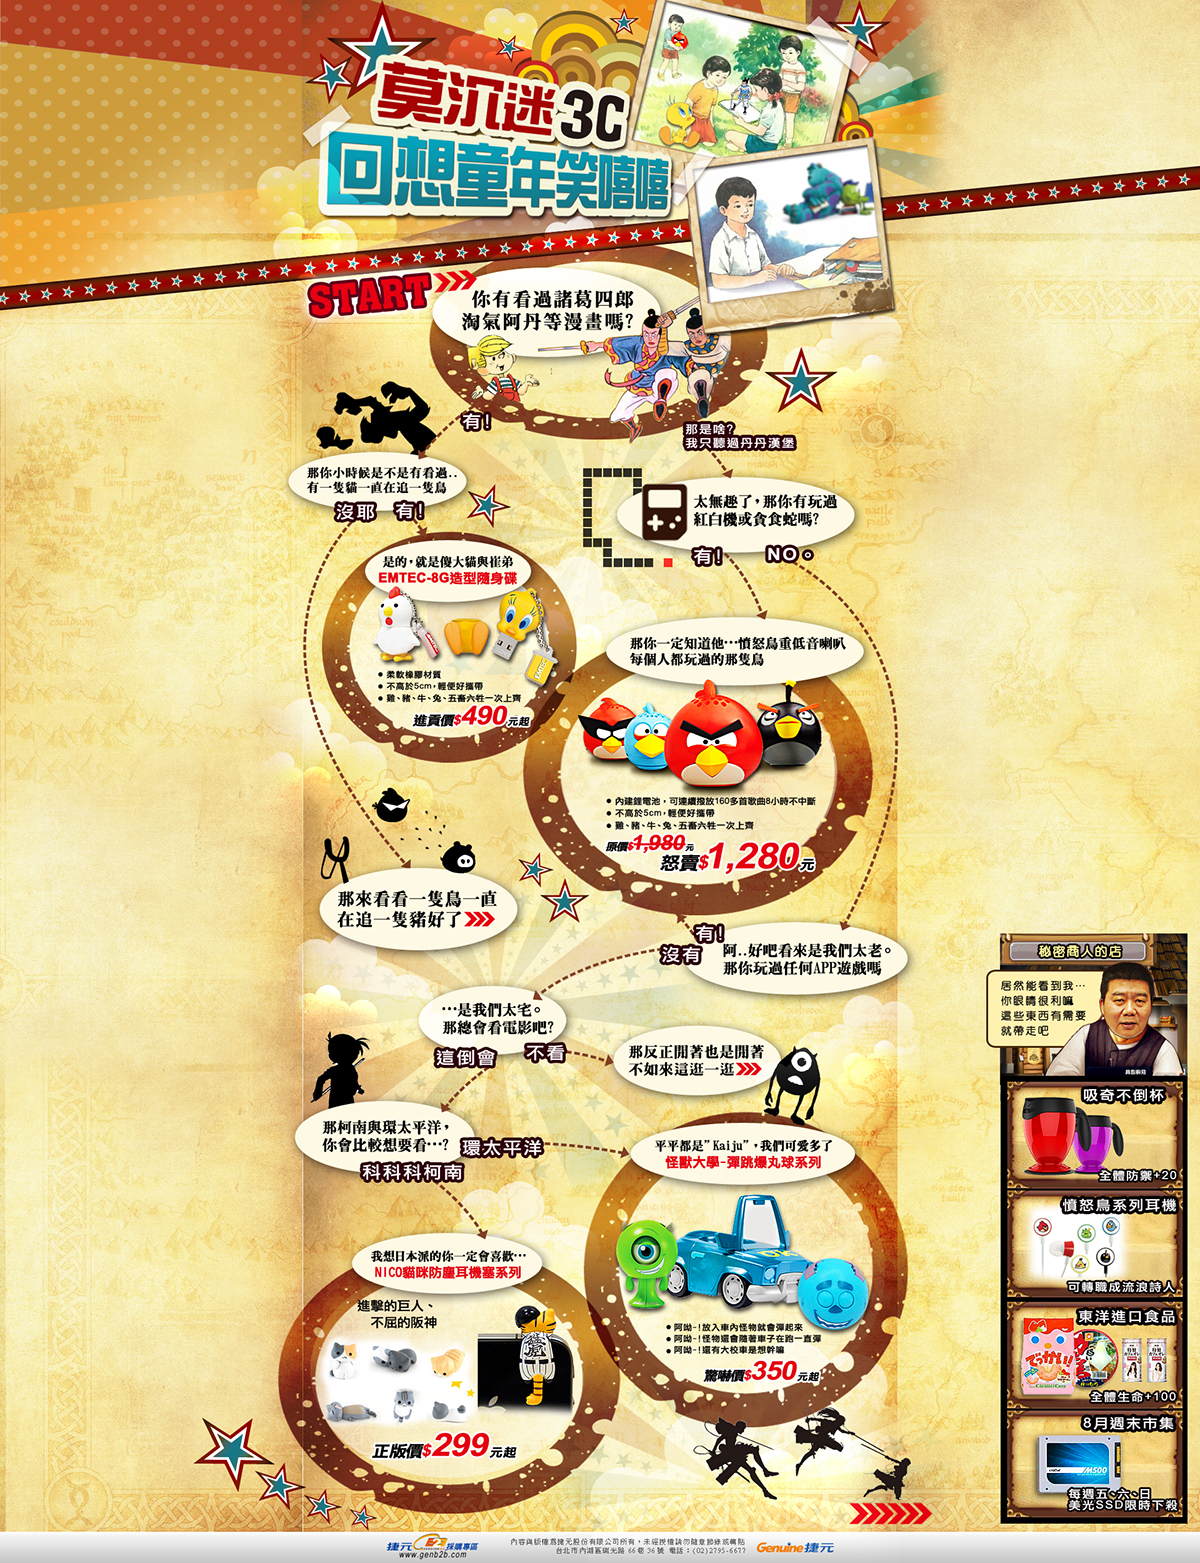 莫沉迷3C
回想童年笑嘻嘻
START
你有看過諸葛四郎
淘氣阿丹等漫畫嗎?
有!
那是啥?
我只聽過丹丹漢堡
那你小時候是不是有看過..
有一隻貓一直在追一隻鳥
沒耶 有!
太無趣了,那你有玩過
紅白機或貪食蛇嗎?
有! NO。
是的,就是傻大貓與崔弟
EMTEC-8G造型隨身碟
• 柔軟橡膠材質
• 不高於5cm,輕便好攜帶
• 雞、豬、牛、兔、五畜六牲一次上齊
進貢價$490元起
那你一定知道他…憤怒鳥重低音喇叭
每個人都玩過的那隻鳥
• 內建鋰電池,可連續撥放160多首歌曲8小時不中斷
• 不高於5cm,輕便好攜帶
• 雞、豬、牛、兔、五畜六牲一次上齊
原價$1,980元
怒賣$1,280元
那來看看一隻鳥一直
在追一隻豬好了
有!
沒有
阿..好吧看來是我們太老。
那你玩過任何APP遊戲嗎
…是我們太宅。
那總會看電影吧?
這倒會 不看
那反正閒著也是閒著
不如來這逛一逛
那柯南與環太平洋,
你會比較想要看…?
環太平洋
科科科柯南
平平都是”Kaiju”,我們可愛多了
怪獸大學-彈跳爆丸球系列
• 阿呦~!放入車內怪物就會彈起來
• 阿呦~!怪物還會隨著車子在跑一直彈
• 阿呦~!還有大校車是想幹嘛
驚嚇價$350元起
我想日本派的你一定會喜歡…
NICO貓咪防塵耳機塞系列
進擊的巨人、
不屈的阪神
正版價$299元起
秘密商人的店
居然能看到我…
你眼睛很利嘛
這些東西有需要
就帶走吧
吸奇不倒杯
全體防禦+20
憤怒鳥系列耳機
可轉職成流浪詩人
東洋進口食品
でっかい!!
全體生命+100
8月週末市集
M500
每週五、六、日
美光SSD限時下殺
捷元 B2B 採購專區
www.genb2b.com
內容與版權為捷元股份有限公司所有,未經授權請勿隨意節錄或轉貼
台北市內湖區瑞光路 66 巷 36 號 電話:(02)2795-6677
Genuine捷元